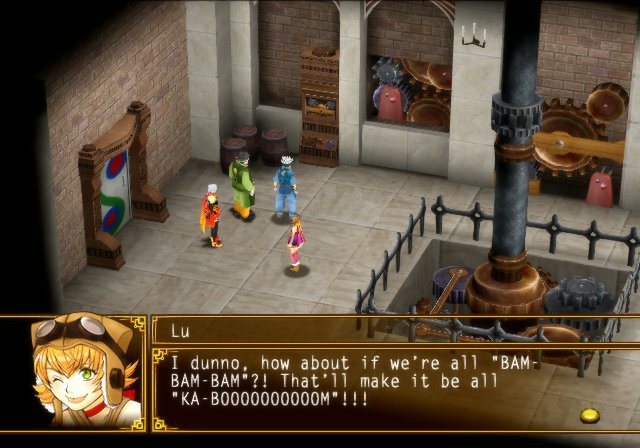 Lu
I dunno, how about if we're all "BAM-
BAM-BAM"?! That'll make it be all
"KA-BOOOOOOOOOOM"!!!